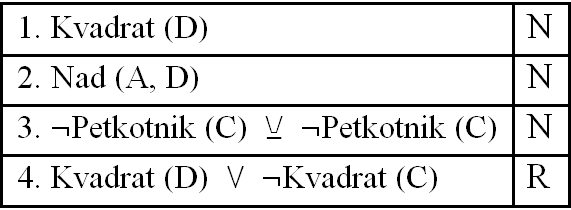 1. Kvadrat (D) N
2. Nad (A, D) N
3. ¬Petkotnik (C) ⊻ ¬Petkotnik (C) N
4. Kvadrat (D) ∨ ¬Kvadrat (C) R